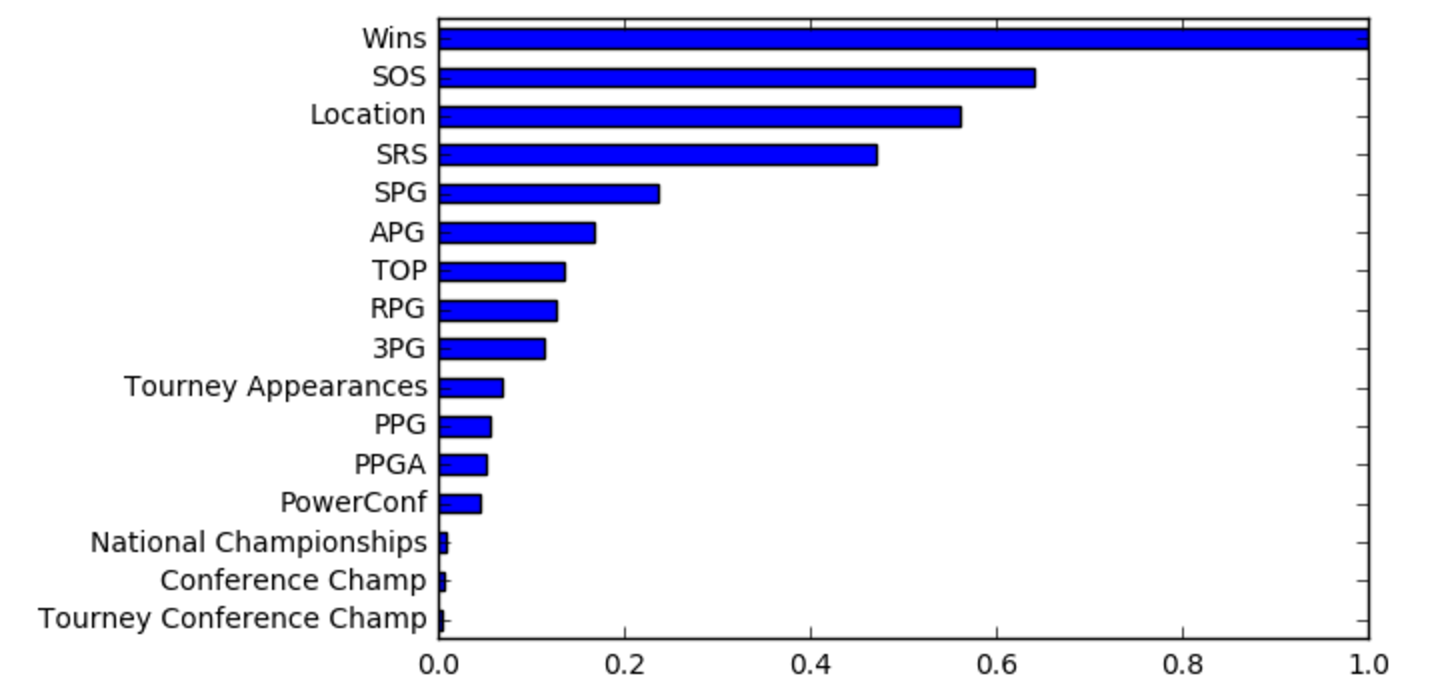 Wins
SOS
Location
SRS
SPG
APG
TOP
RPG
3PG
Tourney Appearances
PPG
PPGA
PowerConf
National Championships
Conference Champ
Tourney Conference Champ
0.0 0.2 0.4 0.6 0.8 1.0